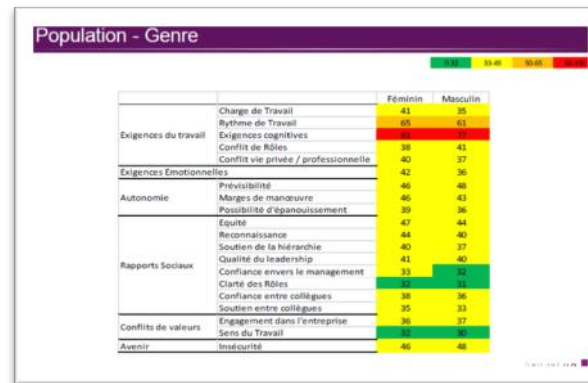 Population - Genre
0-32 33-49 50-65
Féminin Masculin
Charge de Travail 41 35
Rythme de Travail 65 61
Exigences du travail Exigences cognitives 77
Conflit de Rôles 38 41
Conflit vie privée / professionnelle 40 37
Exigences Emotionnelles 42 36
Prévisibilité 46 48
Autonomie Marges de manœuvre 46 43
Possibilité d'épanouissement 39 36
Equité 47 44
Reconnaissance 44 40
Soutien de la hiérarchie 40 37
Rapports Sociaux Qualité du leadership 41 40
Confiance envers le management 33 32
Clarté des Rôles 32 31
Confiance entre collègues 38 36
Soutien entre collègues 35 33
Conflits de valeurs Engagement dans l'entreprise 36 37
Sens du Travail 32 30
Avenir Insécurité 46 48